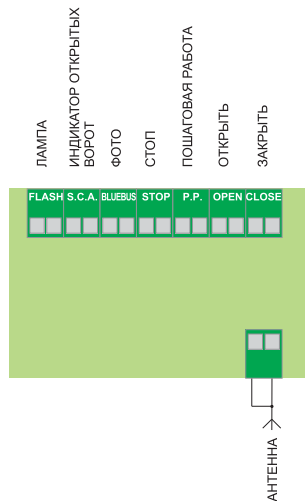 ЛАМПА
ИНДИКАТОР ОТКРЫТЫХ
ВОРОТ
ФОТО
СТОП
ПОШАГОВАЯ РАБОТА
ОТКРЫТЬ
ЗАКРЫТЬ
FLASH S.C.A. BLUEBUS STOP P.P. OPEN CLOSE
АНТЕННА